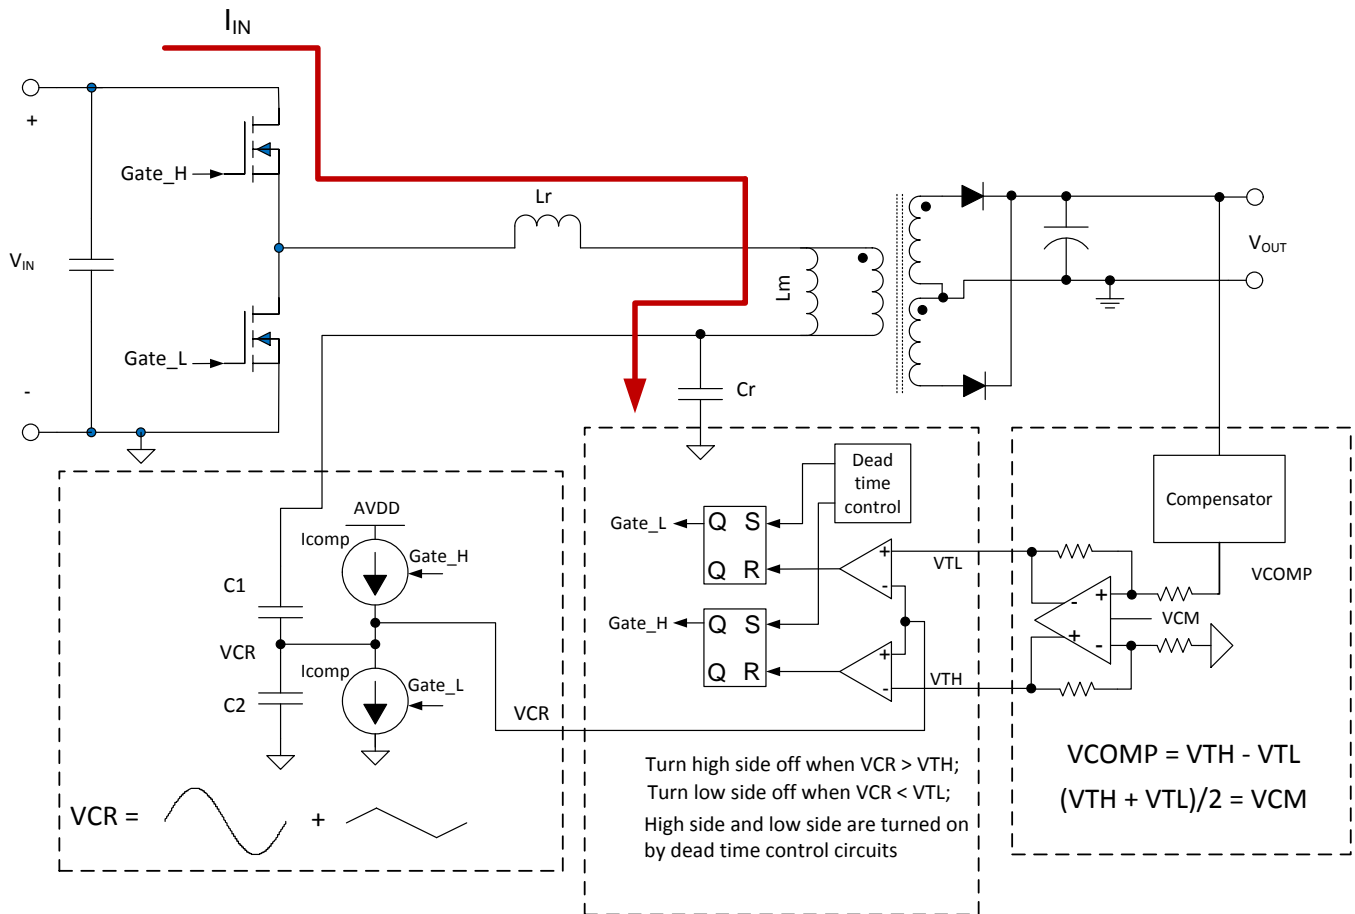 I_IN
+
Gate_H
Lr
V_IN
Lm
V_OUT
Gate_L
-
Cr
Dead
time
control
Compensator
AVDD
Icomp
Gate_H
Gate_L
Q S
Q R
VTL
VCOMP
C1
+
-
+
-
VCM
Gate_H
Q S
Q R
+
-
+
-
VCR
Icomp
Gate_L
VTH
C2
VCR
Turn high side off when VCR > VTH;
Turn low side off when VCR < VTL;
High side and low side are turned on
by dead time control circuits
VCOMP = VTH - VTL
(VTH + VTL)/2 = VCM
VCR = +